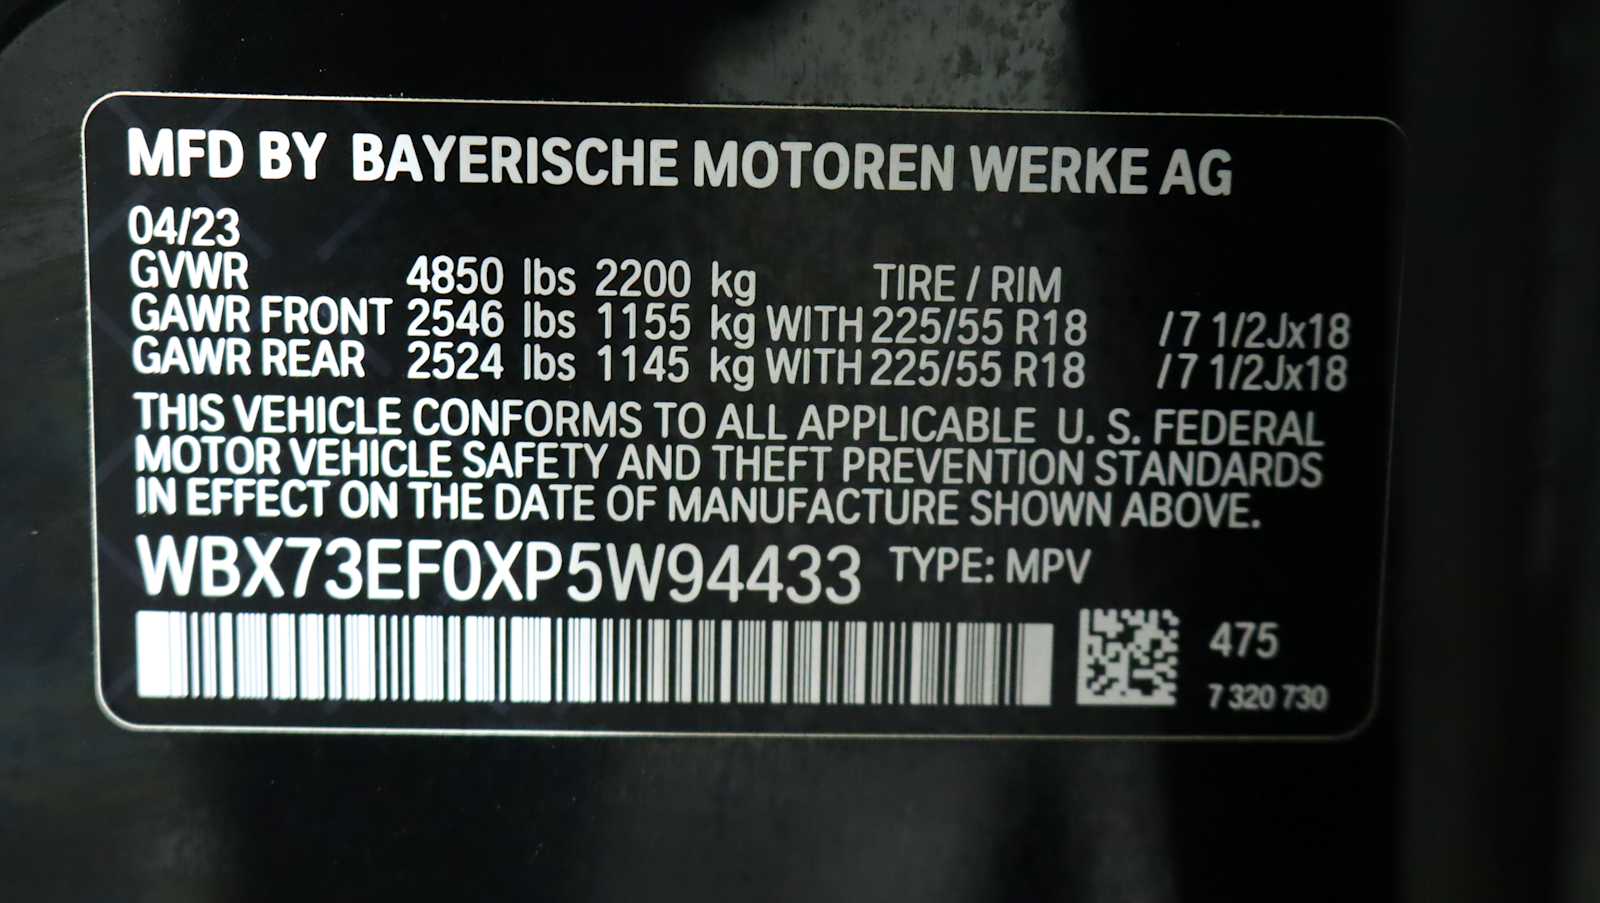 MFD BY BAYERISCHE MOTOREN WERKE AG
04/23
GVWR 4850 lbs 2200 kg TIRE / RIM
GAWR FRONT 2546 lbs 1155 kg WITH 225/55 R18 /7 1/2Jx18
GAWR REAR 2524 lbs 1145 kg WITH 225/55 R18 /7 1/2Jx18
THIS VEHICLE CONFORMS TO ALL APPLICABLE U. S. FEDERAL
MOTOR VEHICLE SAFETY AND THEFT PREVENTION STANDARDS
IN EFFECT ON THE DATE OF MANUFACTURE SHOWN ABOVE.
WBX73EF0XP5W94433 TYPE: MPV
475
7 320 730